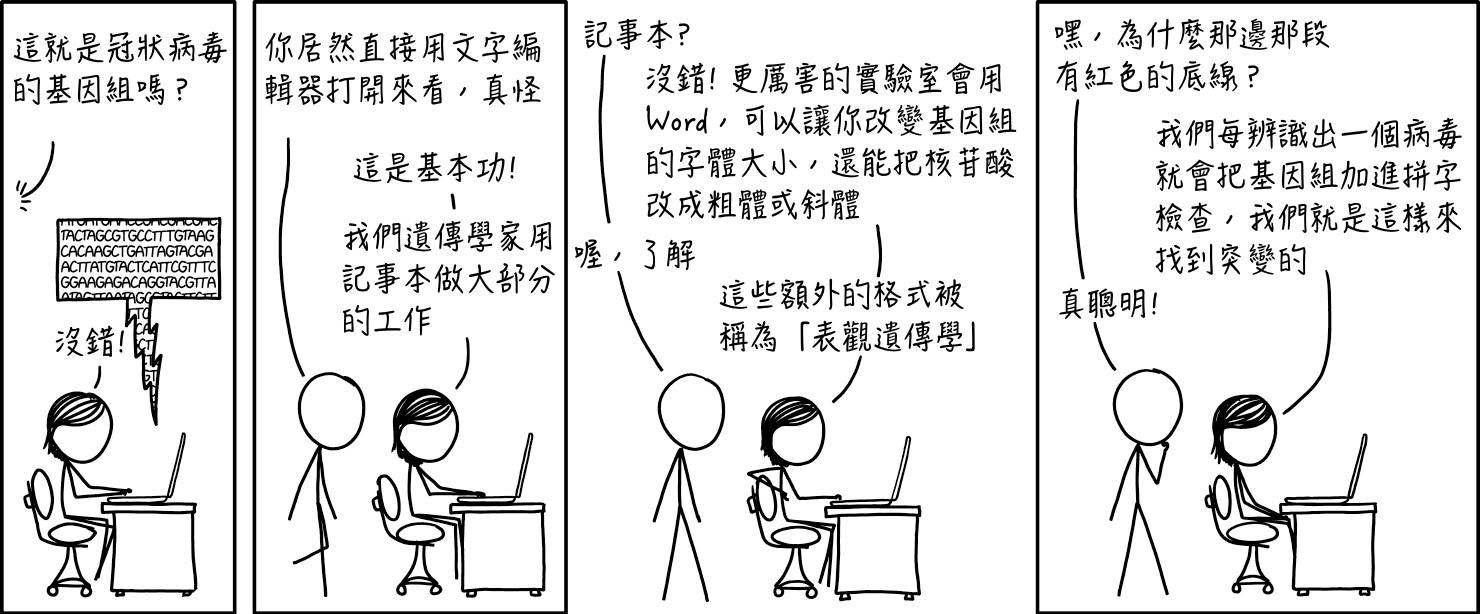 這就是冠狀病毒
的基因組嗎？
TACTAGCGTGCCTTTGTAAG
CACAAGCTGATTAGTACGA
ACTTATGTACTCATTCGTTTC
GGAAGAGACAGGTACGTTA
沒錯!
你居然直接用文字編
輯器打開來看，真怪
這是基本功!
我們遺傳學家用
記事本做大部分
的工作
記事本?
沒錯! 更厲害的實驗室會用
Word，可以讓你改變基因組
的字體大小，還能把核苷酸
改成粗體或斜體
喔，了解
這些額外的格式被
稱為「表觀遺傳學」
嘿，為什麼那邊那段
有紅色的底線？
我們每辨識出一個病毒
就會把基因組加進拼字
檢查，我們就是這樣來
找到突變的
真聰明!